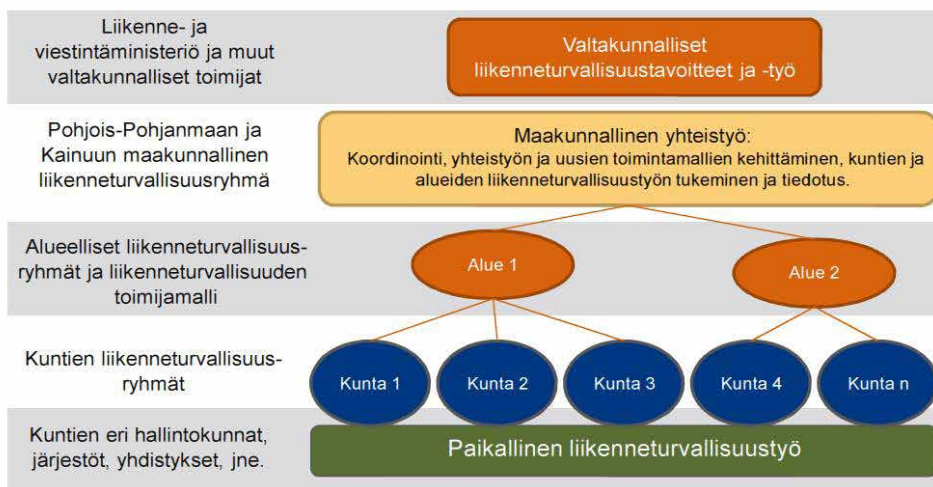 Liikenne- ja
viestintäministeriö ja muut
valtakunnalliset toimijat
Valtakunnalliset
liikenneturvallisuustavoitteet ja -työ
Pohjois-Pohjanmaan ja
Kainuun maakunnallinen
liikenneturvallisuusryhmä
Maakunnallinen yhteistyö:
Koordinointi, yhteistyön ja uusien toimintamallien kehittäminen, kuntien ja
alueiden liikenneturvallisuustyön tukeminen ja tiedotus.
Alueelliset liikenneturvallisuus-
ryhmät ja liikenneturvallisuuden
toimijamalli
Alue 1
Alue 2
Kuntien liikenneturvallisuus-
ryhmät
Kunta 1
Kunta 2
Kunta 3
Kunta 4
Kunta n
Kuntien eri hallintokunnat,
järjestöt, yhdistykset, jne.
Paikallinen liikenneturvallisuustyö